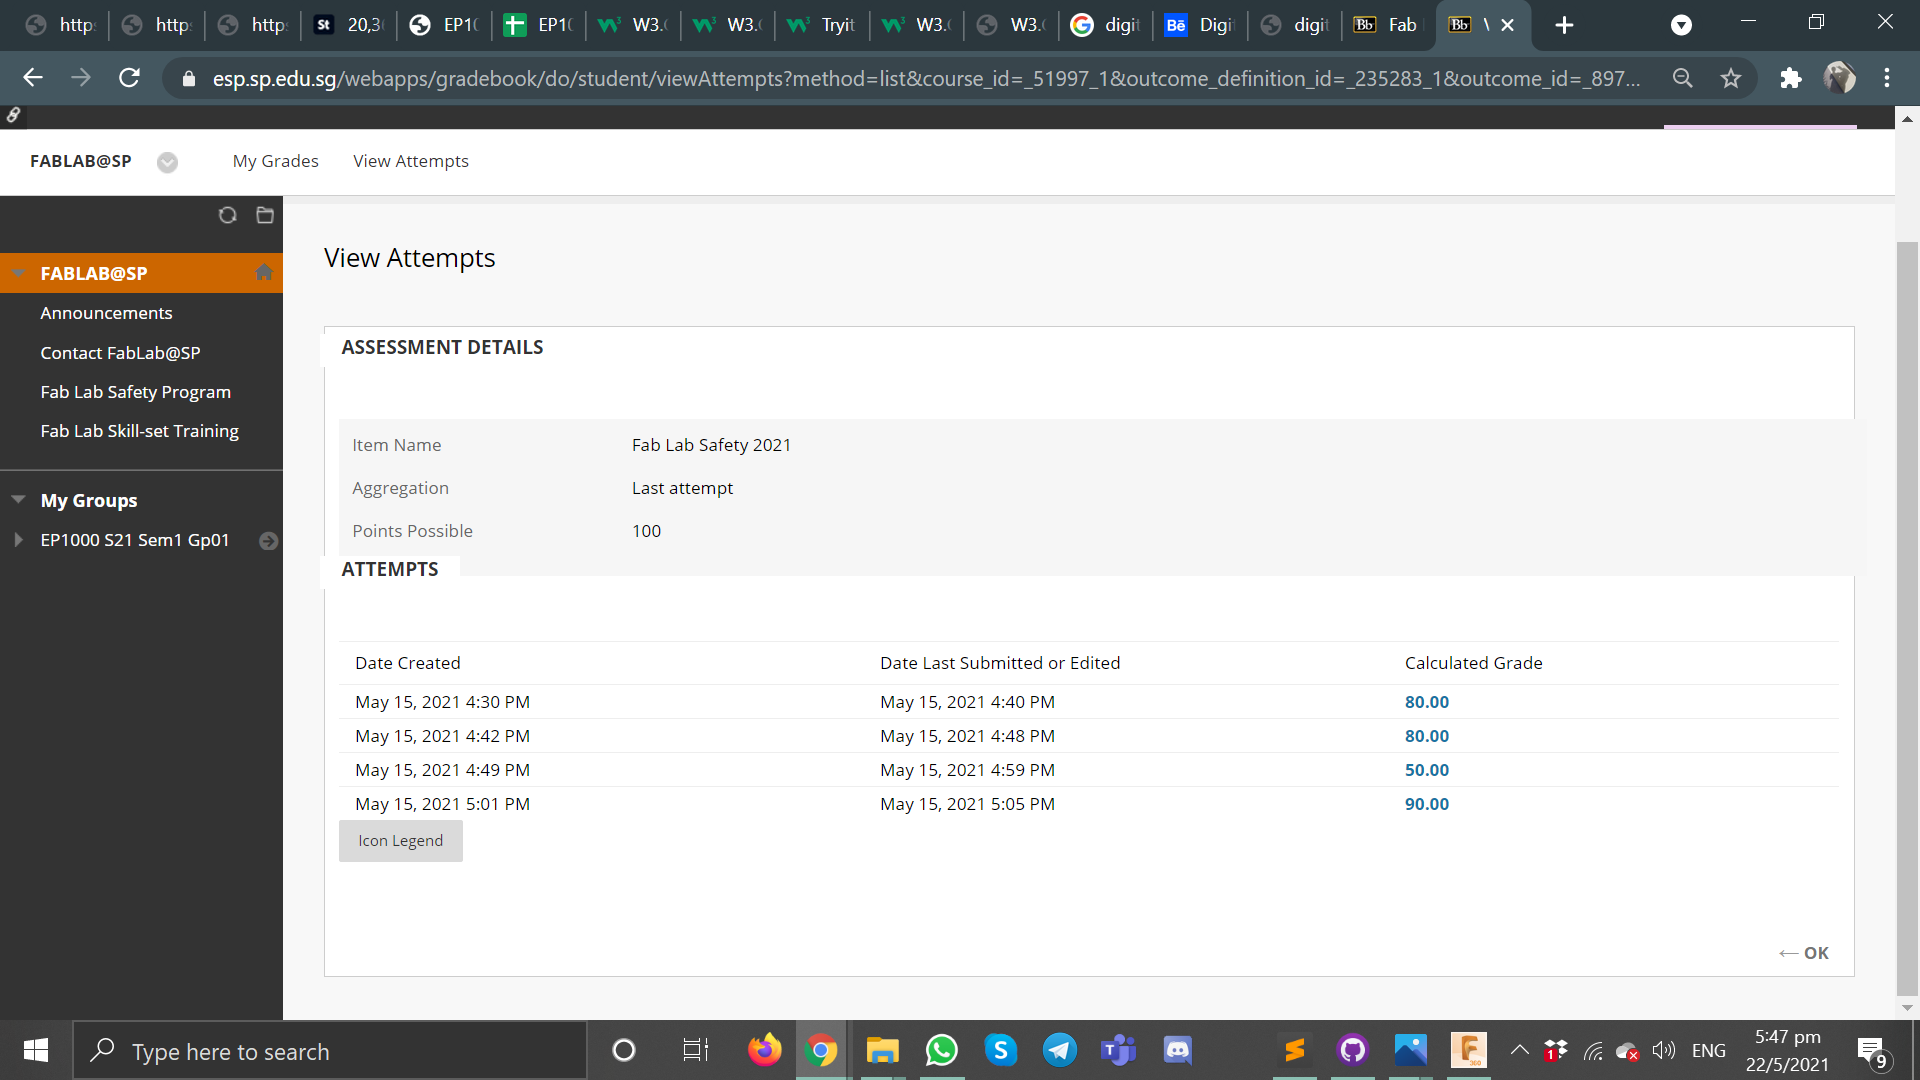 http
http
http
St 20,3
EP1
EP1
W3.
W3.
Tryit
W3.
W3.
digit
Bē Digi
digit
Bb Fab
Bb
esp.sp.edu.sg/webapps/gradebook/do/student/viewAttempts?method=list&course_id=_51997_1&outcome_definition_id=_235283_1&outcome_id=_897...
FABLAB@SP
My Grades
View Attempts
FABLAB@SP
Announcements
Contact FabLab@SP
Fab Lab Safety Program
Fab Lab Skill-set Training
My Groups
EP1000 S21 Sem1 Gp01
View Attempts
ASSESSMENT DETAILS
Item Name Fab Lab Safety 2021
Aggregation Last attempt
Points Possible 100
ATTEMPTS
Date Created Date Last Submitted or Edited Calculated Grade
May 15, 2021 4:30 PM May 15, 2021 4:40 PM 80.00
May 15, 2021 4:42 PM May 15, 2021 4:48 PM 80.00
May 15, 2021 4:49 PM May 15, 2021 4:59 PM 50.00
May 15, 2021 5:01 PM May 15, 2021 5:05 PM 90.00
Icon Legend
← OK
Type here to search
ENG
5:47 pm
22/5/2021
9